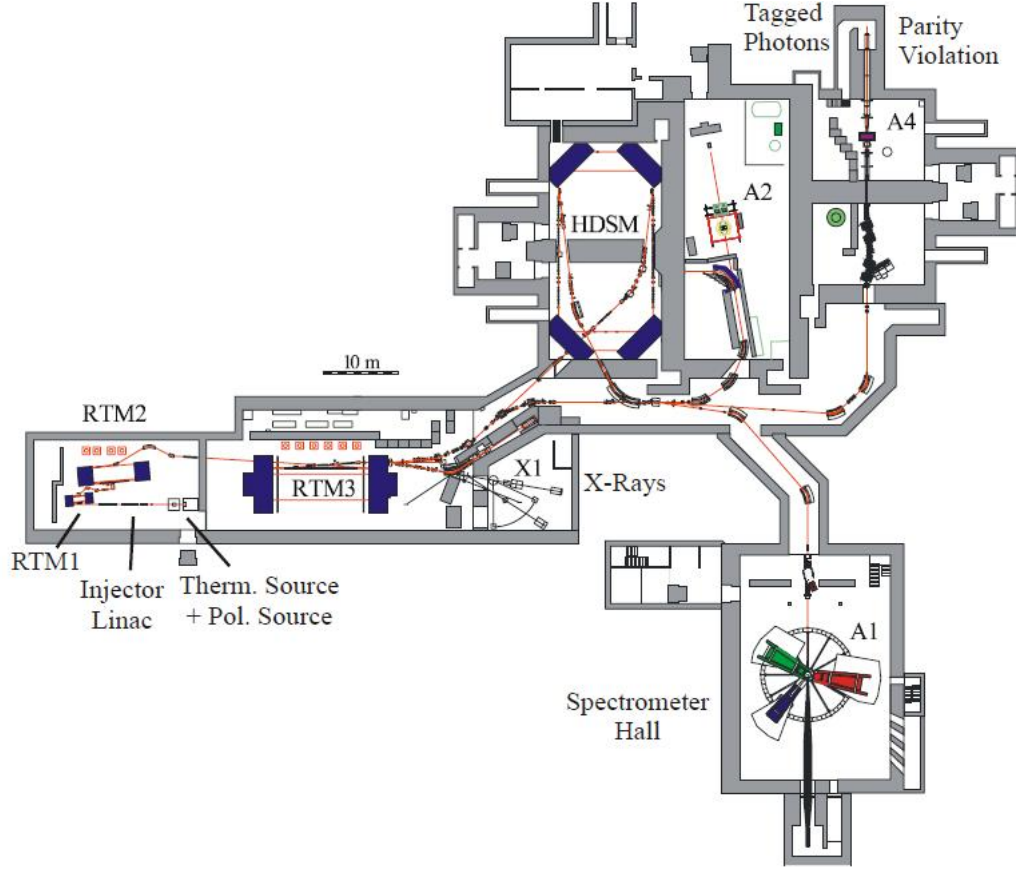 Tagged
Photons
Parity
Violation
A4
A2
HDSM
10 m
RTM2
RTM3
X1
X-Rays
RTM1
Injector
Linac
Therm. Source
+ Pol. Source
A1
Spectrometer
Hall